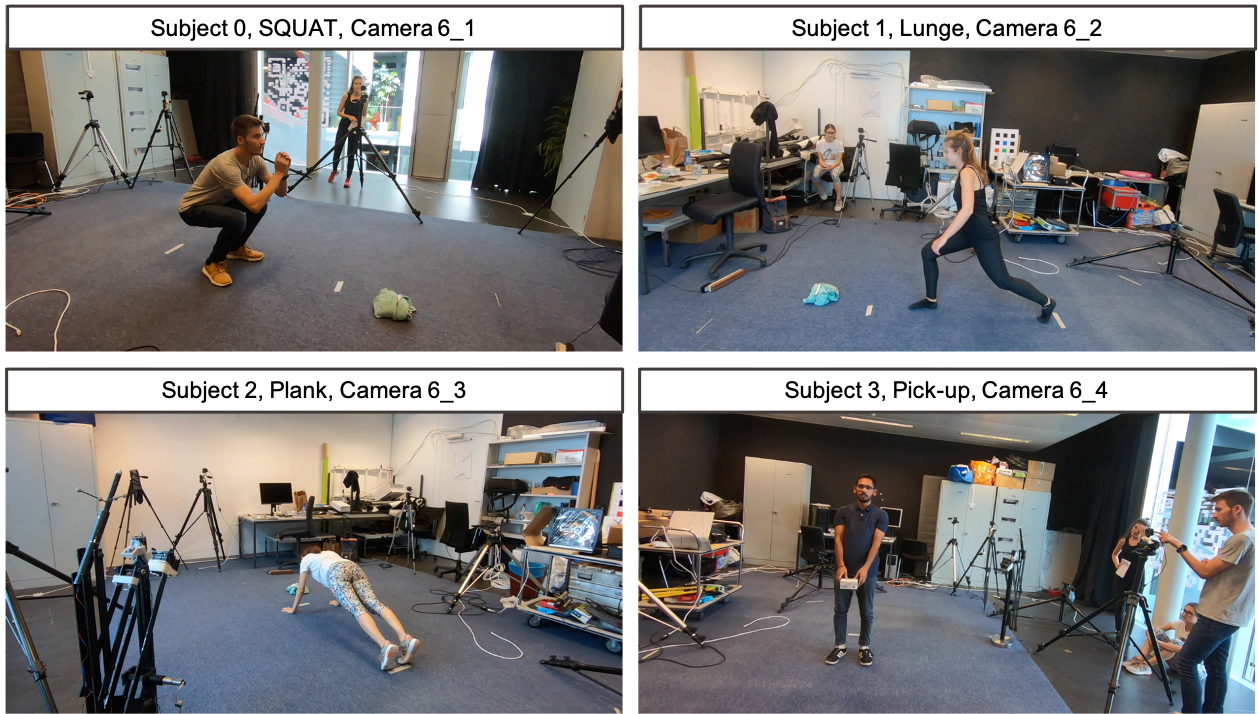 Subject 0, SQUAT, Camera 6_1
Subject 1, Lunge, Camera 6_2
Subject 2, Plank, Camera 6_3
Subject 3, Pick-up, Camera 6_4